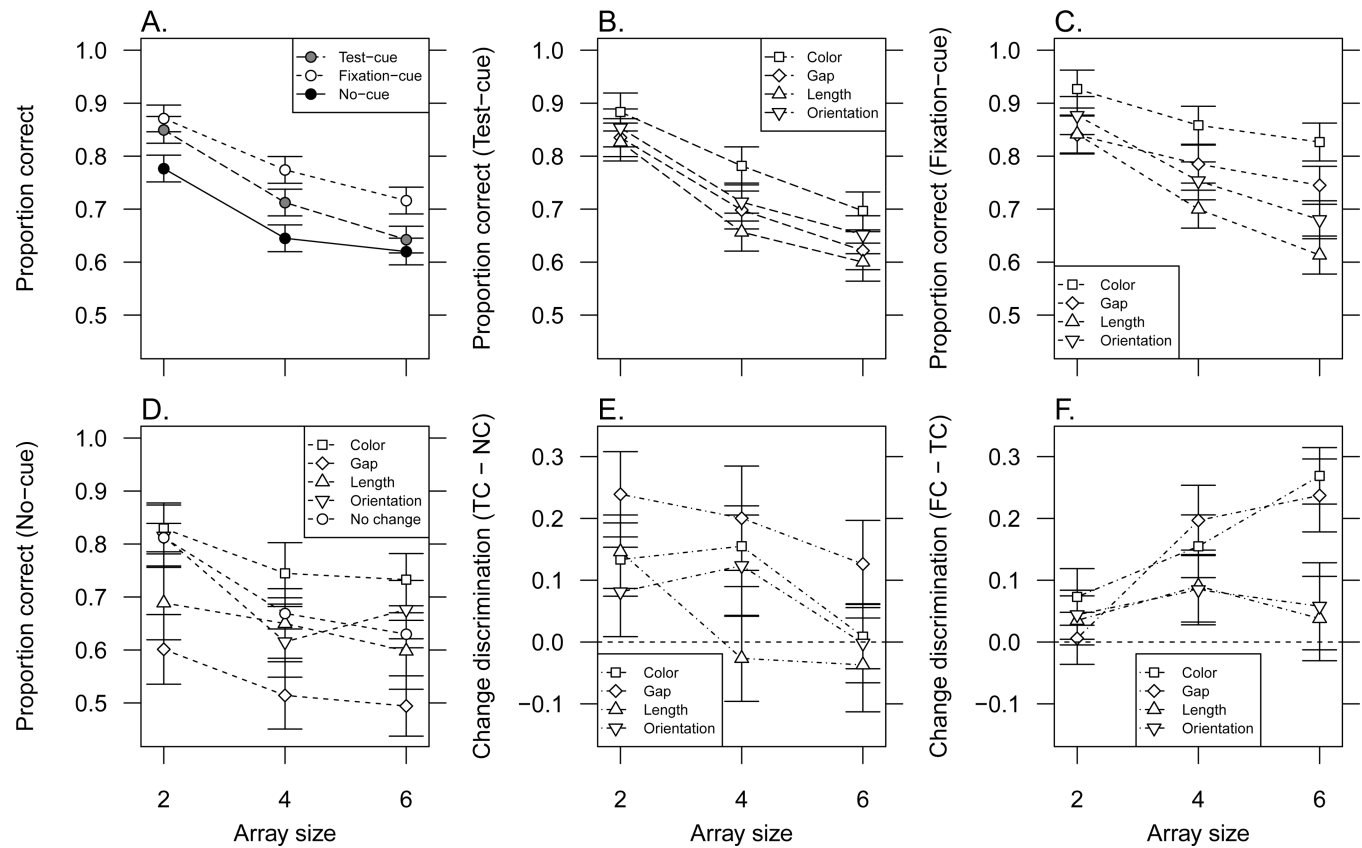 A.
Proportion correct
1.0
0.9
0.8
0.7
0.6
0.5
Test−cue
Fixation−cue
No−cue
B.
Proportion correct (Test−cue)
1.0
0.9
0.8
0.7
0.6
0.5
Color
Gap
Length
Orientation
C.
Proportion correct (Fixation−cue)
1.0
0.9
0.8
0.7
0.6
0.5
Color
Gap
Length
Orientation
D.
Proportion correct (No−cue)
1.0
0.9
0.8
0.7
0.6
0.5
Color
Gap
Length
Orientation
No change
2 4 6
Array size
E.
Change discrimination (TC − NC)
0.3
0.2
0.1
0.0
−0.1
Color
Gap
Length
Orientation
2 4 6
Array size
F.
Change discrimination (FC − TC)
0.3
0.2
0.1
0.0
−0.1
Color
Gap
Length
Orientation
2 4 6
Array size